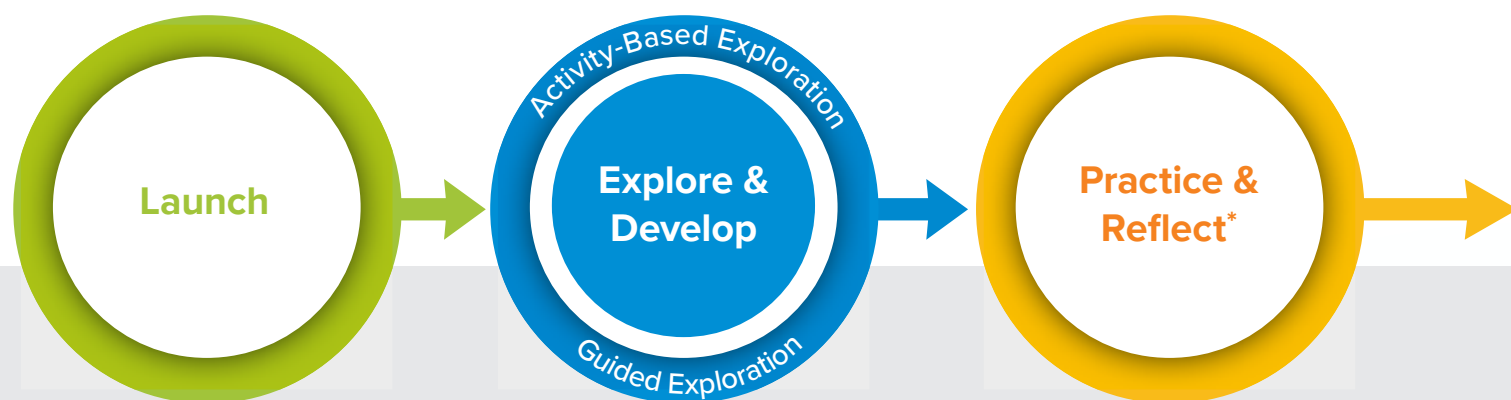 Launch
Activity-Based Exploration
Explore &
Develop
Guided Exploration
Practice &
Reflect*